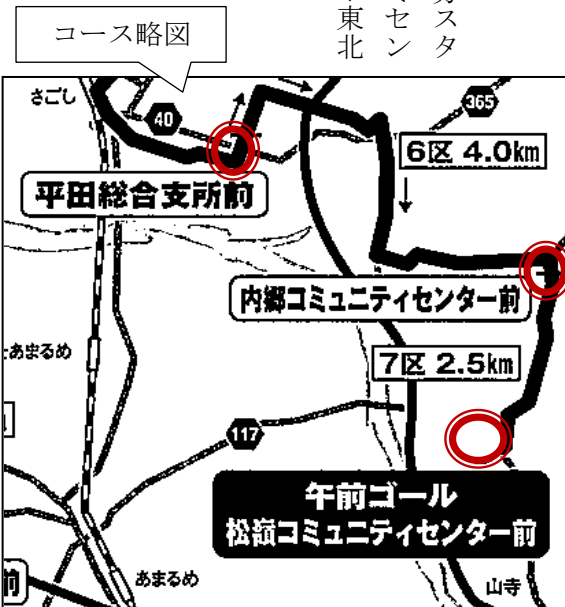 スタ
セン
東北
コース略図
さごし
40
365
6区 4.0km
平田総合支所前
内郷コミュニティセンター前
あまるめ
7区 2.5km
117
午前ゴール
松嶺コミュニティセンター前
前
あまるめ
山寺